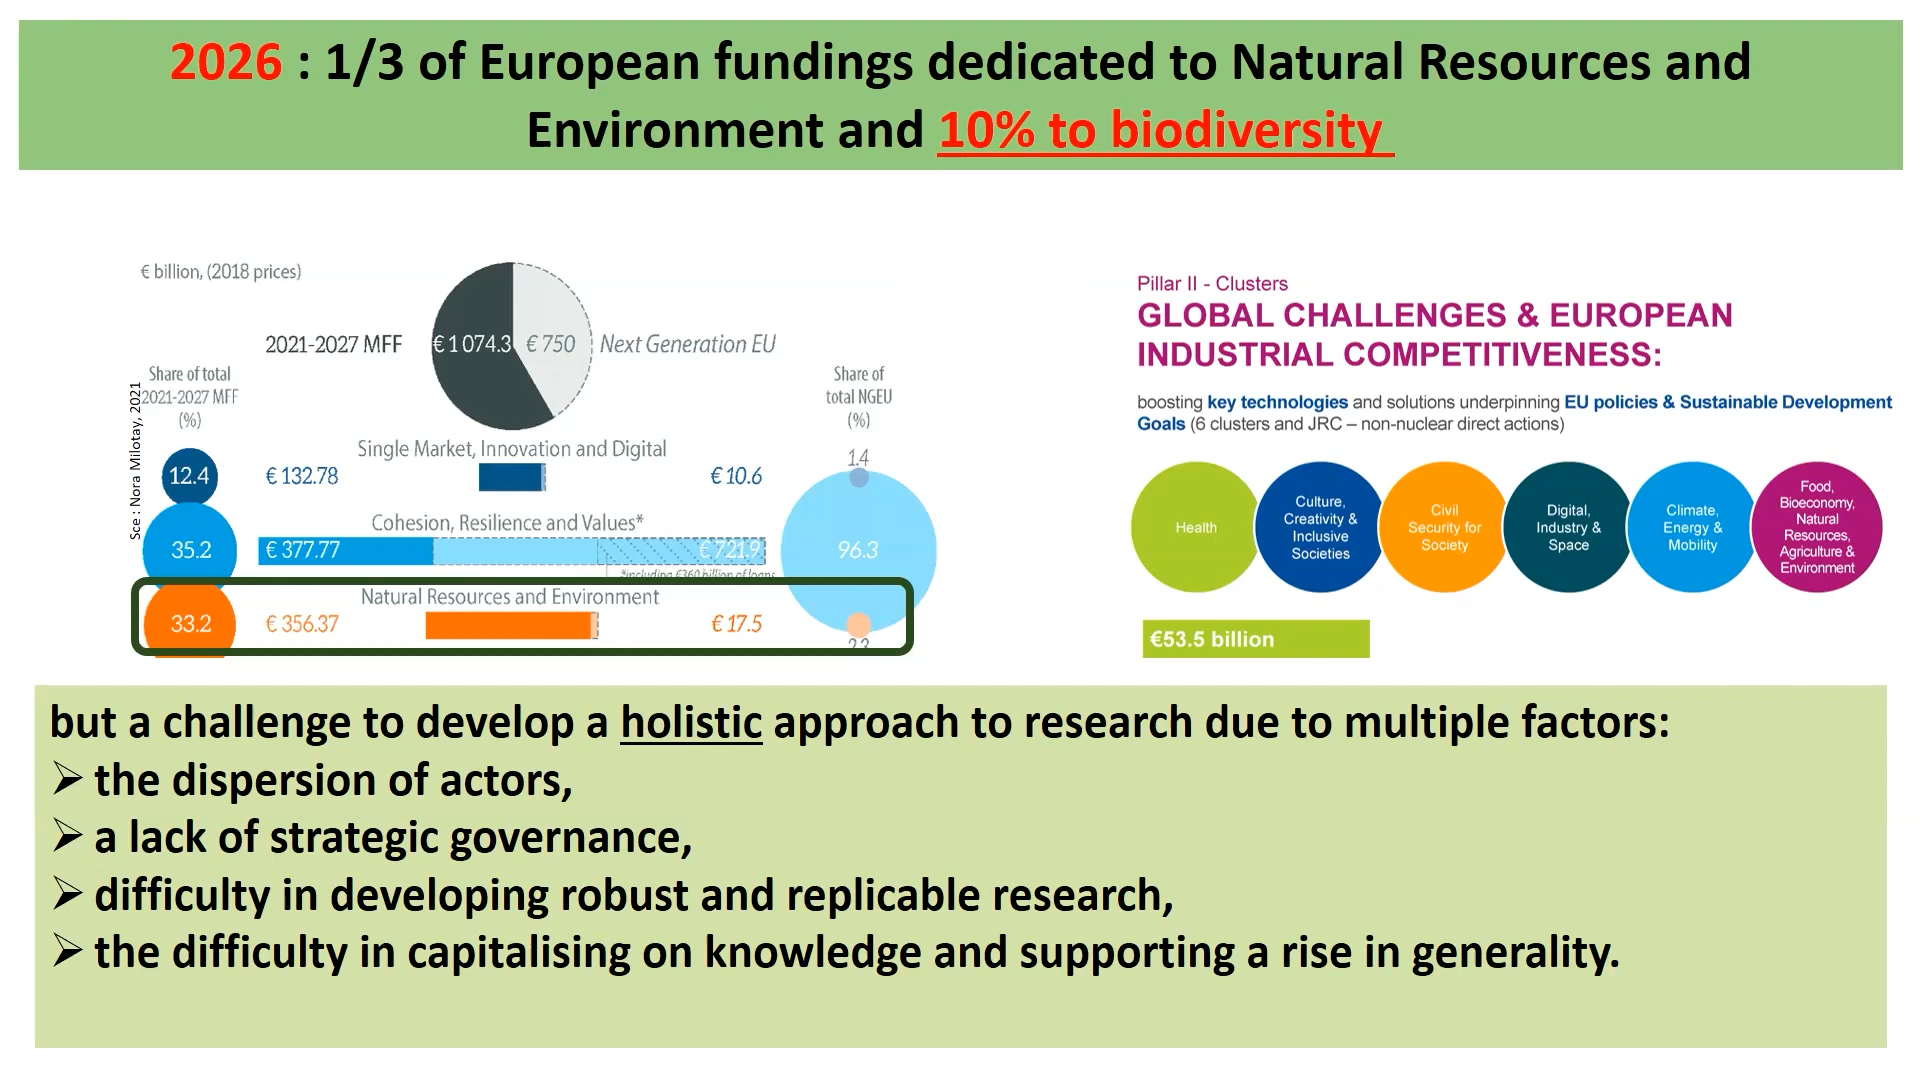 2026 : 1/3 of European fundings dedicated to Natural Resources and
Environment and 10% to biodiversity
€ billion, (2018 prices)
2021-2027 MFF
€ 1 074.3
€ 750
Next Generation EU
Share of total
2021-2027 MFF
(%)
Share of
total NGEU
(%)
Sce : Nora Milotay, 2021
Single Market, Innovation and Digital
12.4
€ 132.78
€ 10.6
1.4
Cohesion, Resilience and Values*
35.2
€ 377.77
€ 721.9
96.3
*including €360 billion of loans
Natural Resources and Environment
33.2
€ 356.37
€ 17.5
2.3
Pillar II - Clusters
GLOBAL CHALLENGES & EUROPEAN
INDUSTRIAL COMPETITIVENESS:
boosting key technologies and solutions underpinning EU policies & Sustainable Development
Goals (6 clusters and JRC – non-nuclear direct actions)
Health
Culture,
Creativity &
Inclusive
Societies
Civil
Security for
Society
Digital,
Industry &
Space
Climate,
Energy &
Mobility
Food,
Bioeconomy,
Natural
Resources,
Agriculture &
Environment
€53.5 billion
but a challenge to develop a holistic approach to research due to multiple factors:
➢ the dispersion of actors,
➢ a lack of strategic governance,
➢ difficulty in developing robust and replicable research,
➢ the difficulty in capitalising on knowledge and supporting a rise in generality.